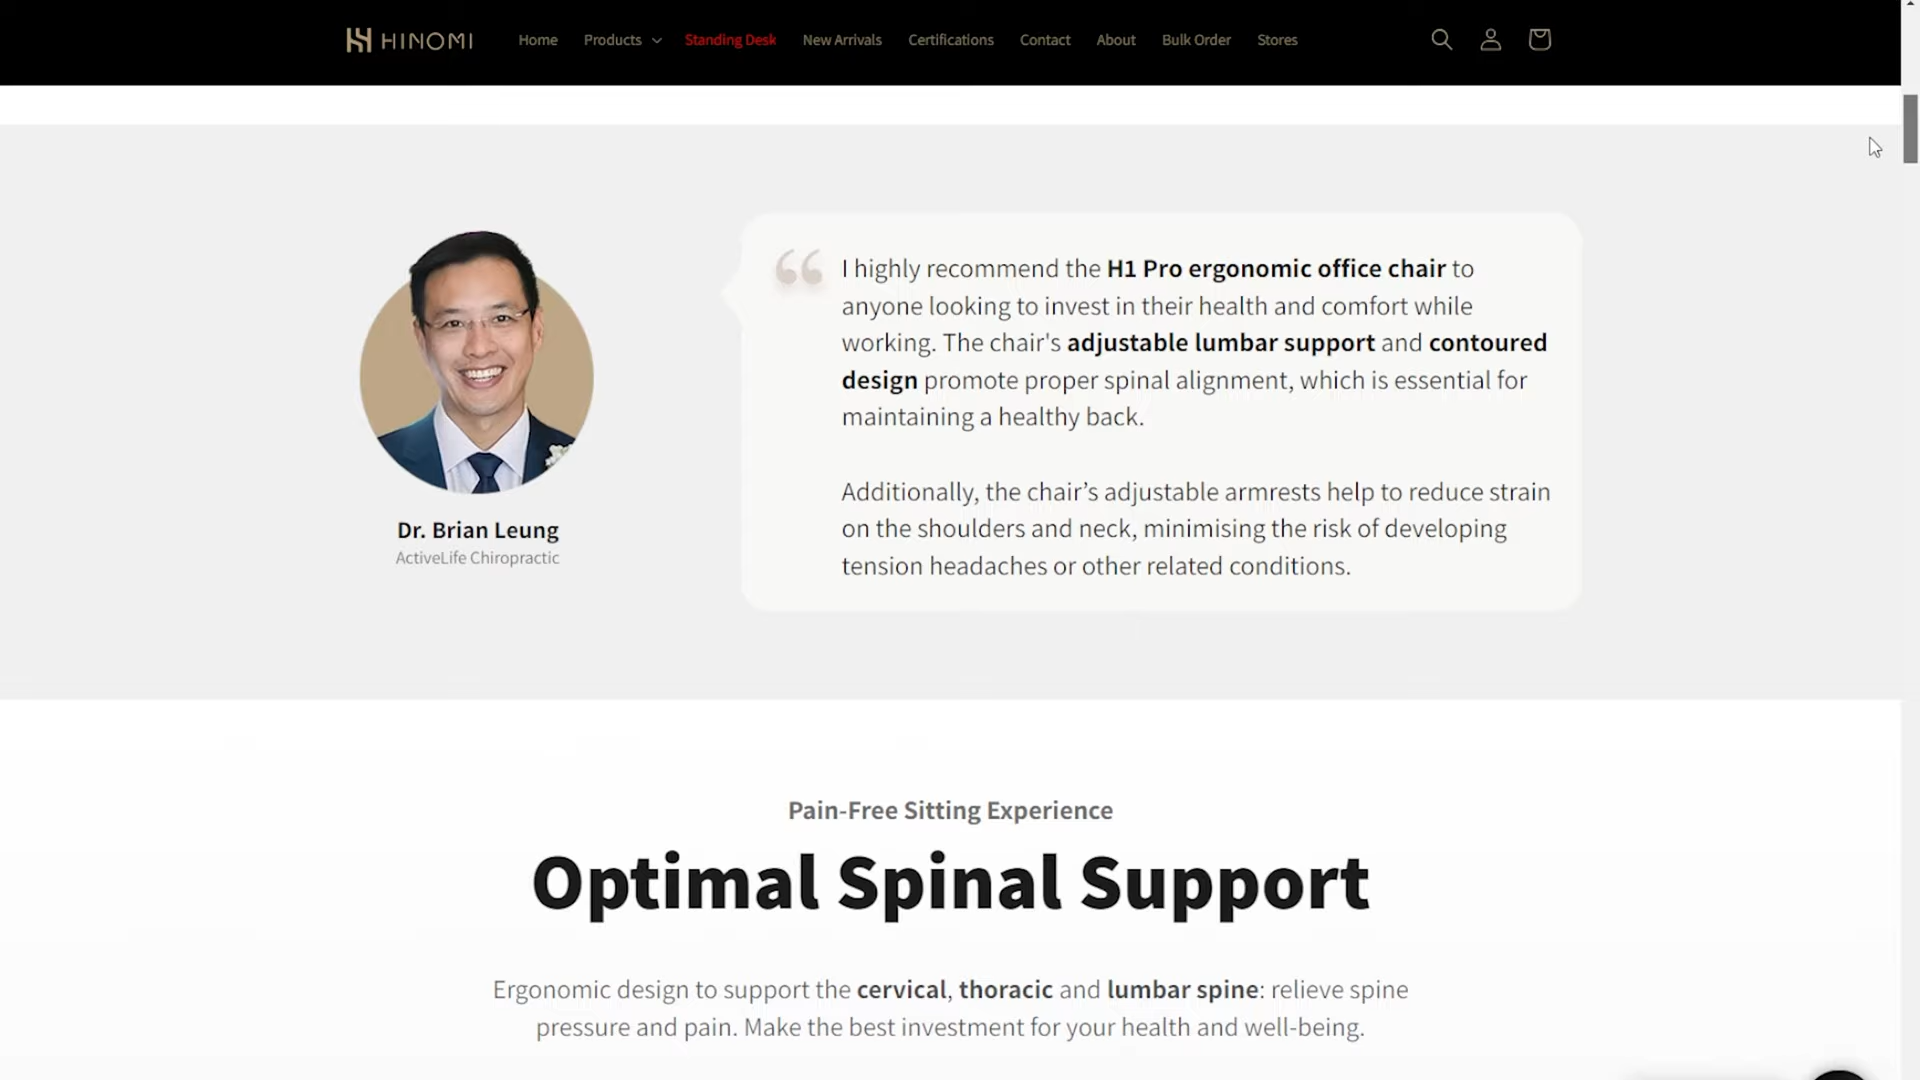 HINOMI Home Products Standing Desk New Arrivals Certifications Contact About Bulk Order Stores
“
I highly recommend the H1 Pro ergonomic office chair to
anyone looking to invest in their health and comfort while
working. The chair's adjustable lumbar support and contoured
design promote proper spinal alignment, which is essential for
maintaining a healthy back.
Additionally, the chair’s adjustable armrests help to reduce strain
on the shoulders and neck, minimising the risk of developing
tension headaches or other related conditions.
Dr. Brian Leung
ActiveLife Chiropractic
Pain-Free Sitting Experience
Optimal Spinal Support
Ergonomic design to support the cervical, thoracic and lumbar spine: relieve spine
pressure and pain. Make the best investment for your health and well-being.